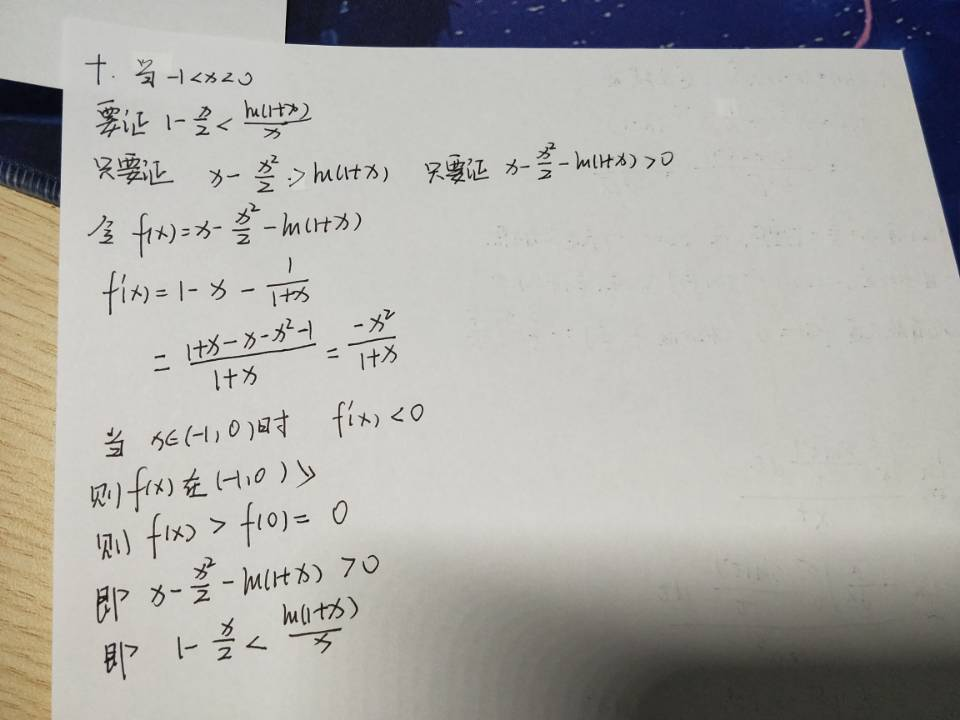 十. 当 -1<x<0
要证 1-x/2<ln(1+x)/x
只要证 x-x²/2>ln(1+x) 只要证 x-x²/2-ln(1+x)>0
令 f(x)=x-x²/2-ln(1+x)
f'(x)=1-x-1/(1+x)
=(1+x-x-x²-1)/(1+x)=-x²/(1+x)
当 x∈(-1,0)时 f'(x)<0
则f(x)在(-1,0)↘
则 f(x)>f(0)=0
即 x-x²/2-ln(1+x)>0
即 1-x/2<ln(1+x)/x